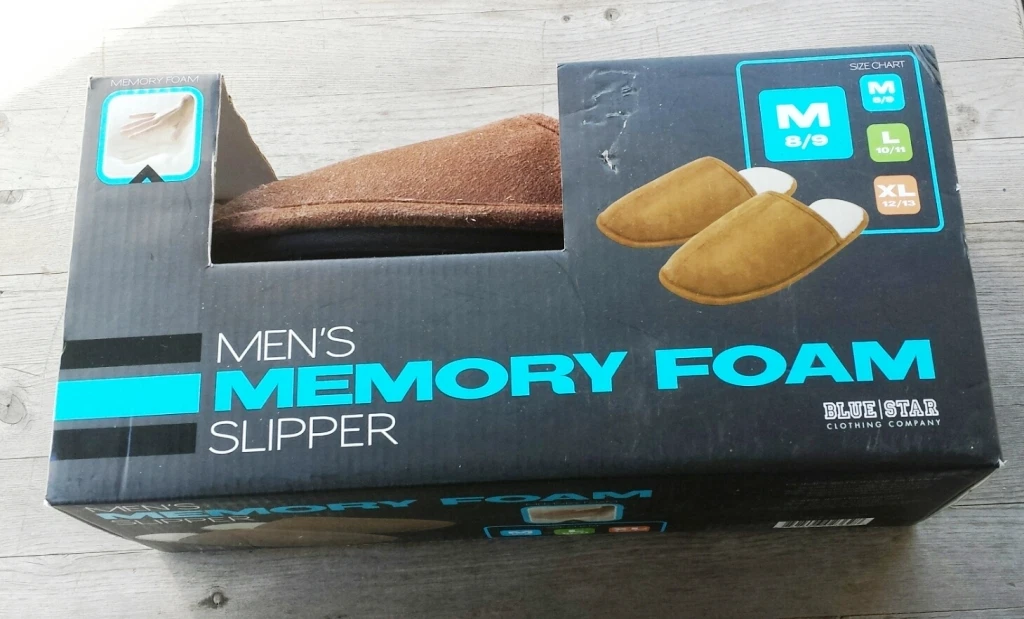 MEMORY FOAM
SIZE CHART
M
8/9
M
8/9
L
10/11
XL
12/13
MEN'S
MEMORY FOAM
SLIPPER
BLUE|STAR
CLOTHING COMPANY
MEN'S
MEMORY FOAM
SLIPPER